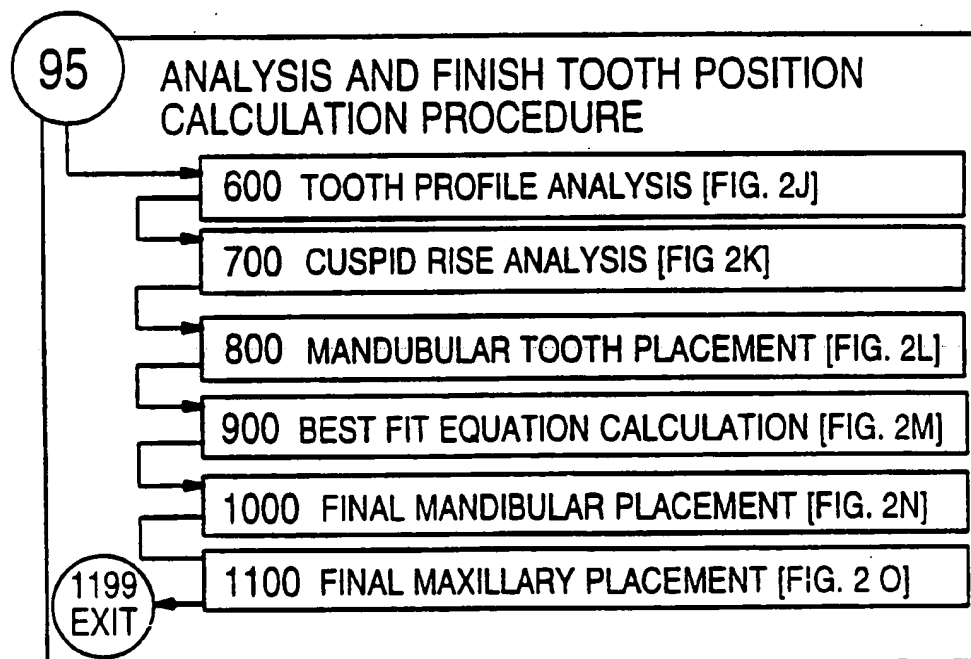 95
ANALYSIS AND FINISH TOOTH POSITION
CALCULATION PROCEDURE
600 TOOTH PROFILE ANALYSIS [FIG. 2J]
700 CUSPID RISE ANALYSIS [FIG 2K]
800 MANDUBULAR TOOTH PLACEMENT [FIG. 2L]
900 BEST FIT EQUATION CALCULATION [FIG. 2M]
1000 FINAL MANDIBULAR PLACEMENT [FIG. 2N]
1100 FINAL MAXILLARY PLACEMENT [FIG. 2 O]
1199
EXIT